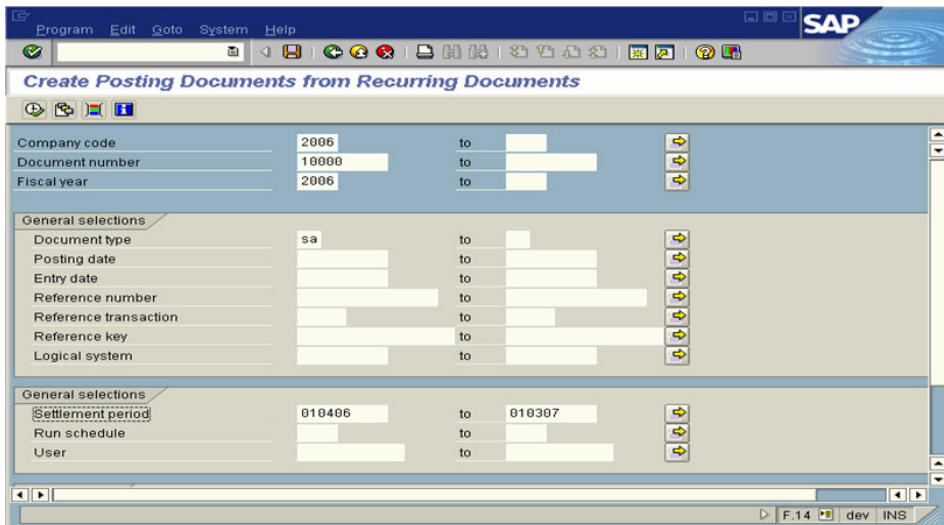 Program Edit Goto System Help SAP
Create Posting Documents from Recurring Documents
Company code 2006 to
Document number 10000 to
Fiscal year 2006 to
General selections
Document type sa to
Posting date to
Entry date to
Reference number to
Reference transaction to
Reference key to
Logical system to
General selections
Settlement period 010406 to 010307
Run schedule to
User to
F.14 dev INS